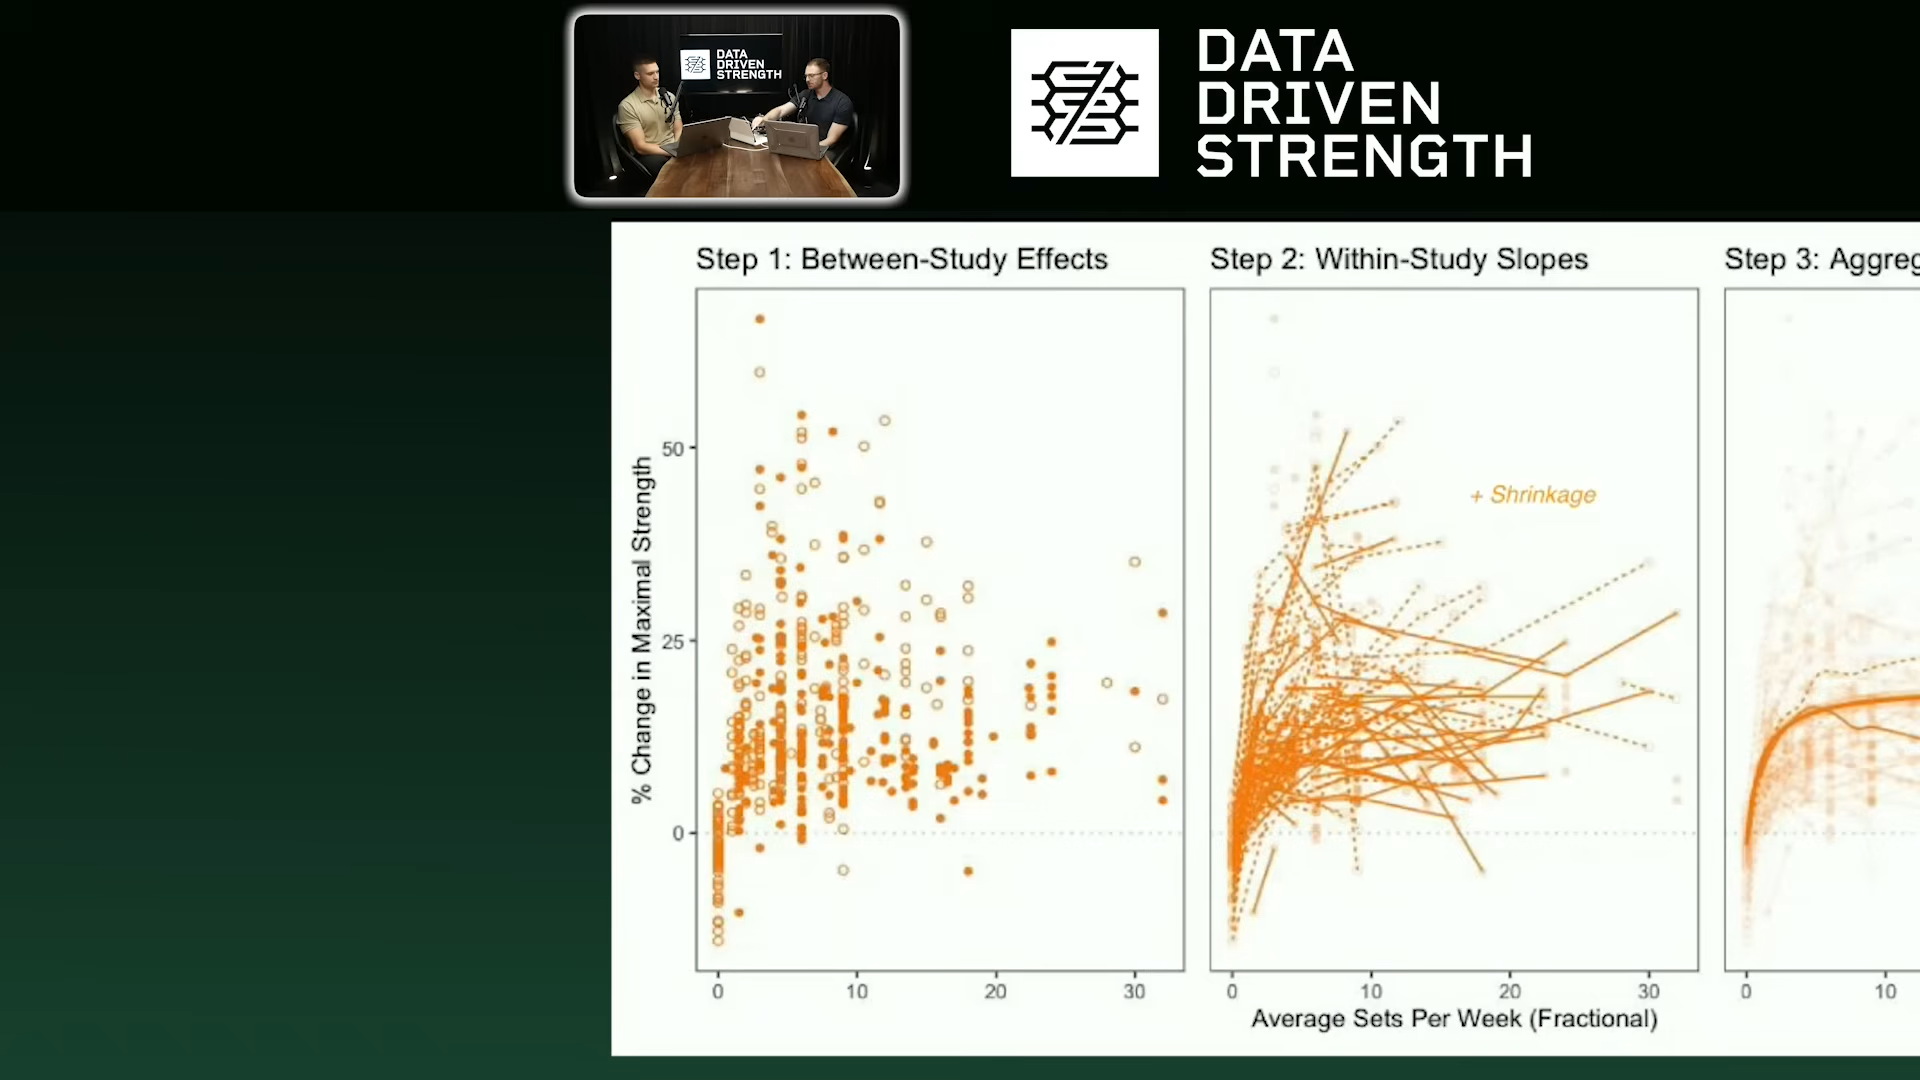 DATA
DRIVEN
STRENGTH
DATA
DRIVEN
STRENGTH
Step 1: Between-Study Effects
Step 2: Within-Study Slopes
Step 3: Aggreg
% Change in Maximal Strength
50
25
0
+ Shrinkage
0 10 20 30
0 10 20 30
0 10
Average Sets Per Week (Fractional)